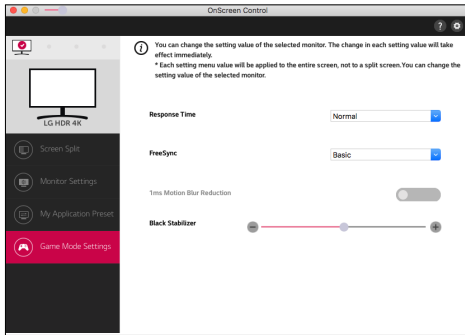 OnScreen Control
?
You can change the setting value of the selected monitor. The change in each setting value will take
effect immediately.
* Each setting menu value will be applied to the entire screen, not to a split screen.You can change the
setting value of the selected monitor.
LG HDR 4K
Screen Split
Monitor Settings
My Application Preset
Game Mode Settings
Response Time
Normal
FreeSync
Basic
1ms Motion Blur Reduction
Black Stabilizer